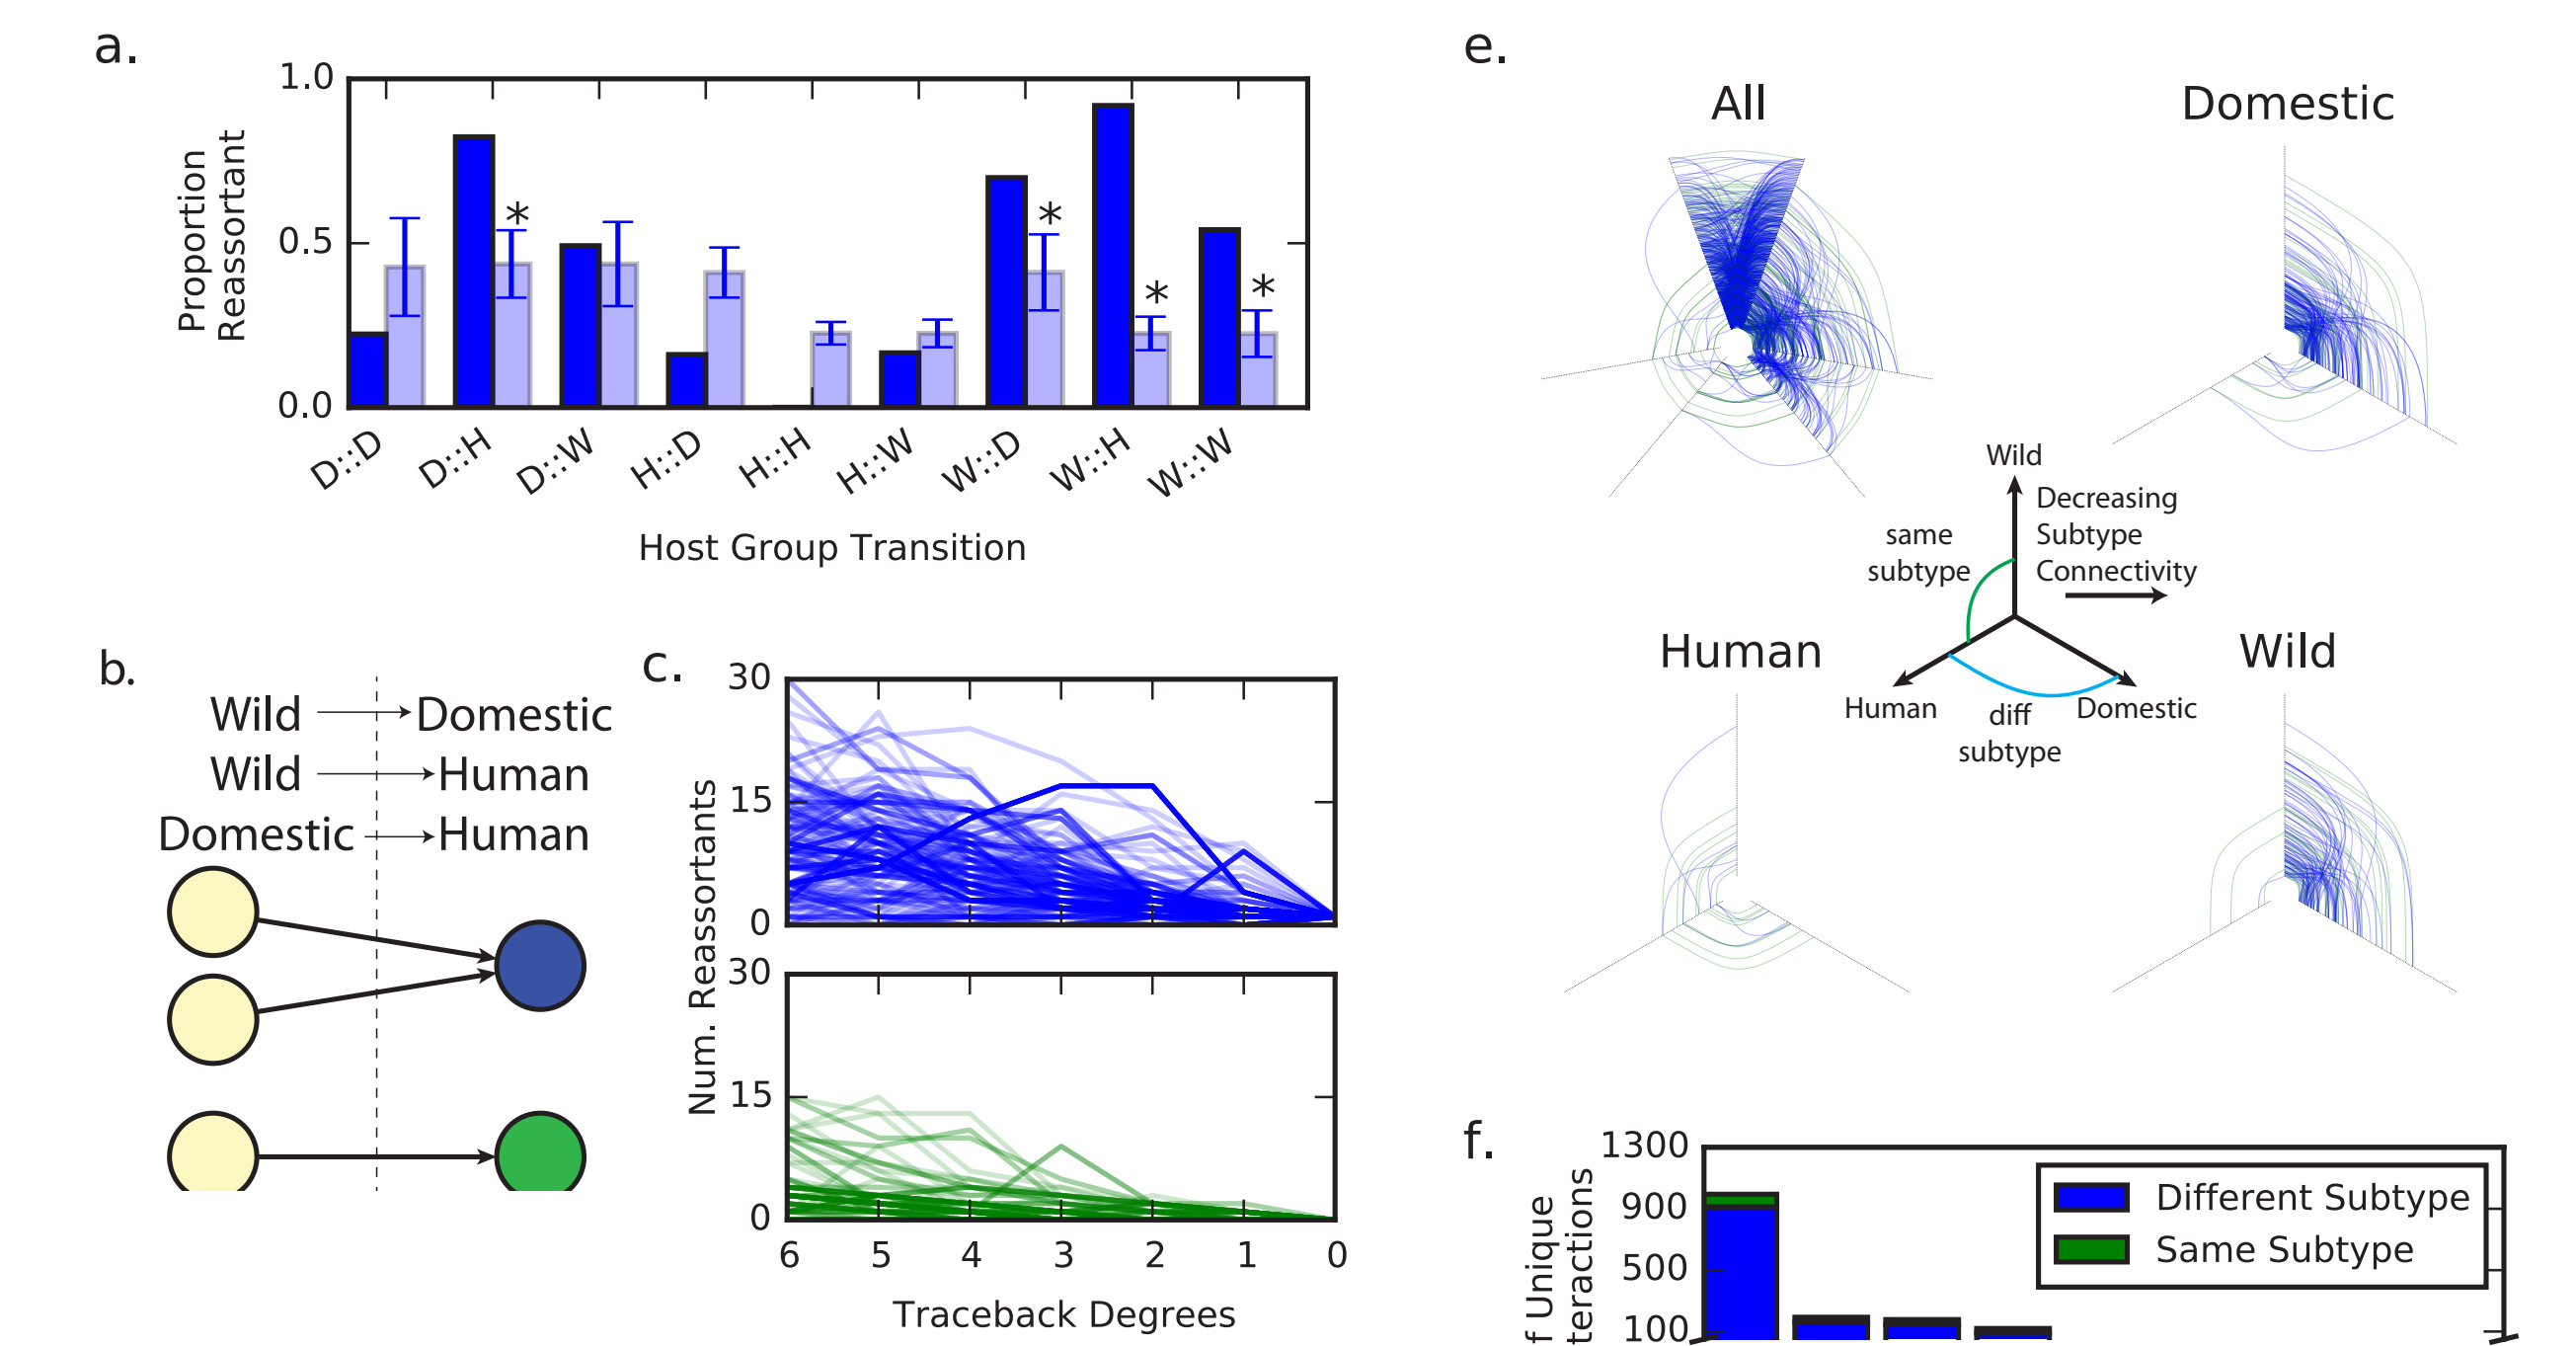 a.
1.0
0.5
0.0
Proportion
Reassortant
*
*
*
*
D::D
D::H
D::W
H::D
H::H
H::W
W::D
W::H
W::W
Host Group Transition
b.
Wild
Domestic
Wild
Human
Domestic
Human
c.
30
15
0
30
15
0
Num. Reassortants
6 5 4 3 2 1 0
Traceback Degrees
e.
All
Domestic
Wild
Decreasing
Subtype
Connectivity
same
subtype
Human
diff
subtype
Domestic
Human
Wild
f.
1300
900
500
100
f Unique
teractions
Different Subtype
Same Subtype